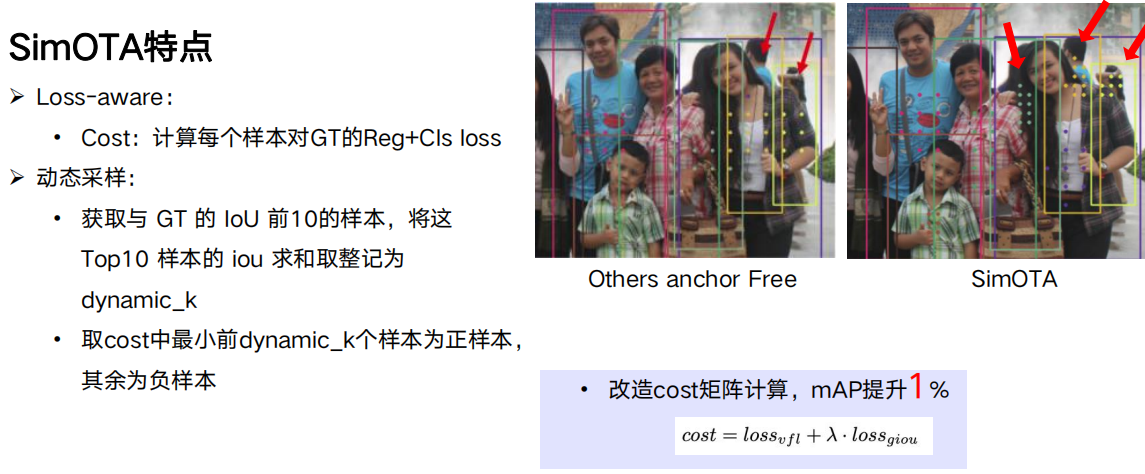 SimOTA特点
➢ Loss-aware：
• Cost：计算每个样本对GT的Reg+Cls loss
➢ 动态采样：
• 获取与 GT 的 IoU 前10的样本，将这
Top10 样本的 iou 求和取整记为
dynamic_k
• 取cost中最小前dynamic_k个样本为正样本，
其余为负样本
Others anchor Free
SimOTA
• 改造cost矩阵计算，mAP提升1%
cost = loss_{vfl} + λ · loss_{giou}